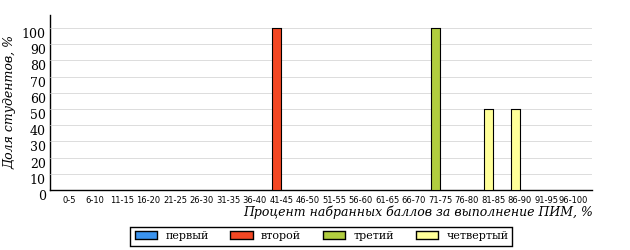 Доля студентов, %
100
90
80
70
60
50
40
30
20
10
0
0-5 6-10 11-15 16-20 21-25 26-30 31-35 36-40 41-45 46-50 51-55 56-60 61-65 66-70 71-75 76-80 81-85 86-90 91-95 96-100
Процент набранных баллов за выполнение ПИМ, %
первый второй третий четвертый